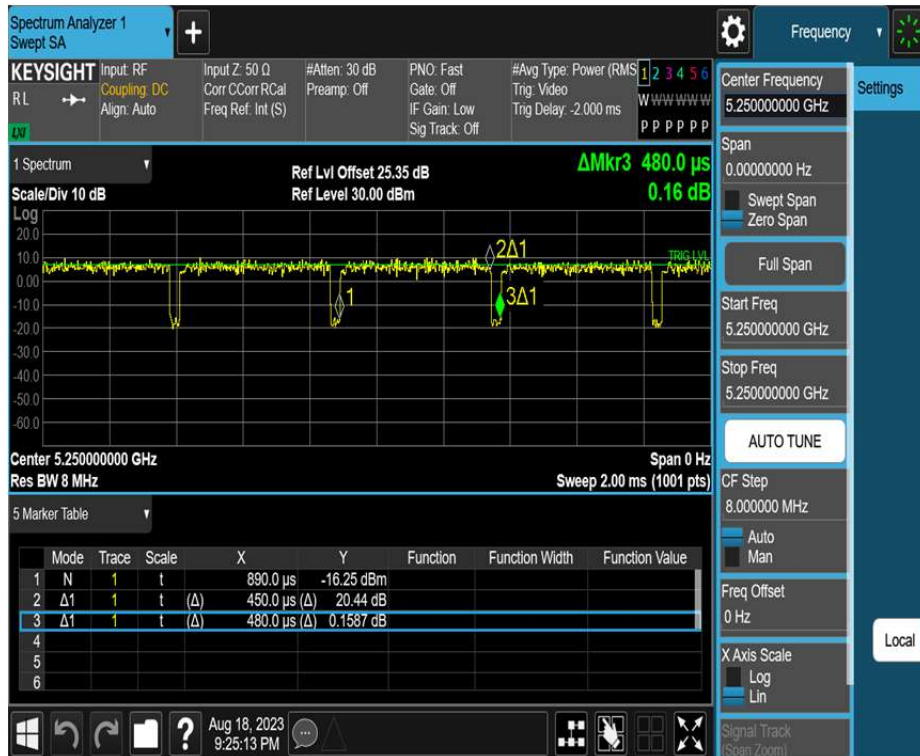 Spectrum Analyzer 1
Swept SA
+
Frequency
KEYSIGHT Input: RF Input Z: 50 Ω #Atten: 30 dB PNO: Fast #Avg Type: Power (RMS 1 2 3 4 5 6
RL Coupling: DC Corr CCorr RCal Preamp: Off Gate: Off Trig: Video W W W W W W
Align: Auto Freq Ref: Int (S) IF Gain: Low Trig Delay: -2.000 ms
LXI Sig Track: Off P P P P P P
1 Spectrum
Ref Lvl Offset 25.35 dB
ΔMkr3 480.0 µs
Scale/Div 10 dB Ref Level 30.00 dBm 0.16 dB
Log
20.0
10.0
0.00
-10.0
-20.0
-30.0
-40.0
-50.0
-60.0
2Δ1
TRIG LVL
1
3Δ1
Center 5.250000000 GHz Span 0 Hz
Res BW 8 MHz Sweep 2.00 ms (1001 pts)
5 Marker Table
Mode Trace Scale X Y Function Function Width Function Value
1 N 1 t 890.0 µs -16.25 dBm
2 Δ1 1 t (Δ) 450.0 µs (Δ) 20.44 dB
3 Δ1 1 t (Δ) 480.0 µs (Δ) 0.1587 dB
4
5
6
Aug 18, 2023
9:25:13 PM
Center Frequency
5.250000000 GHz
Span
0.00000000 Hz
Swept Span
Zero Span
Full Span
Start Freq
5.250000000 GHz
Stop Freq
5.250000000 GHz
AUTO TUNE
CF Step
8.000000 MHz
Auto
Man
Freq Offset
0 Hz
X Axis Scale
Log
Lin
Signal Track
(Span Zoom)
Settings
Local